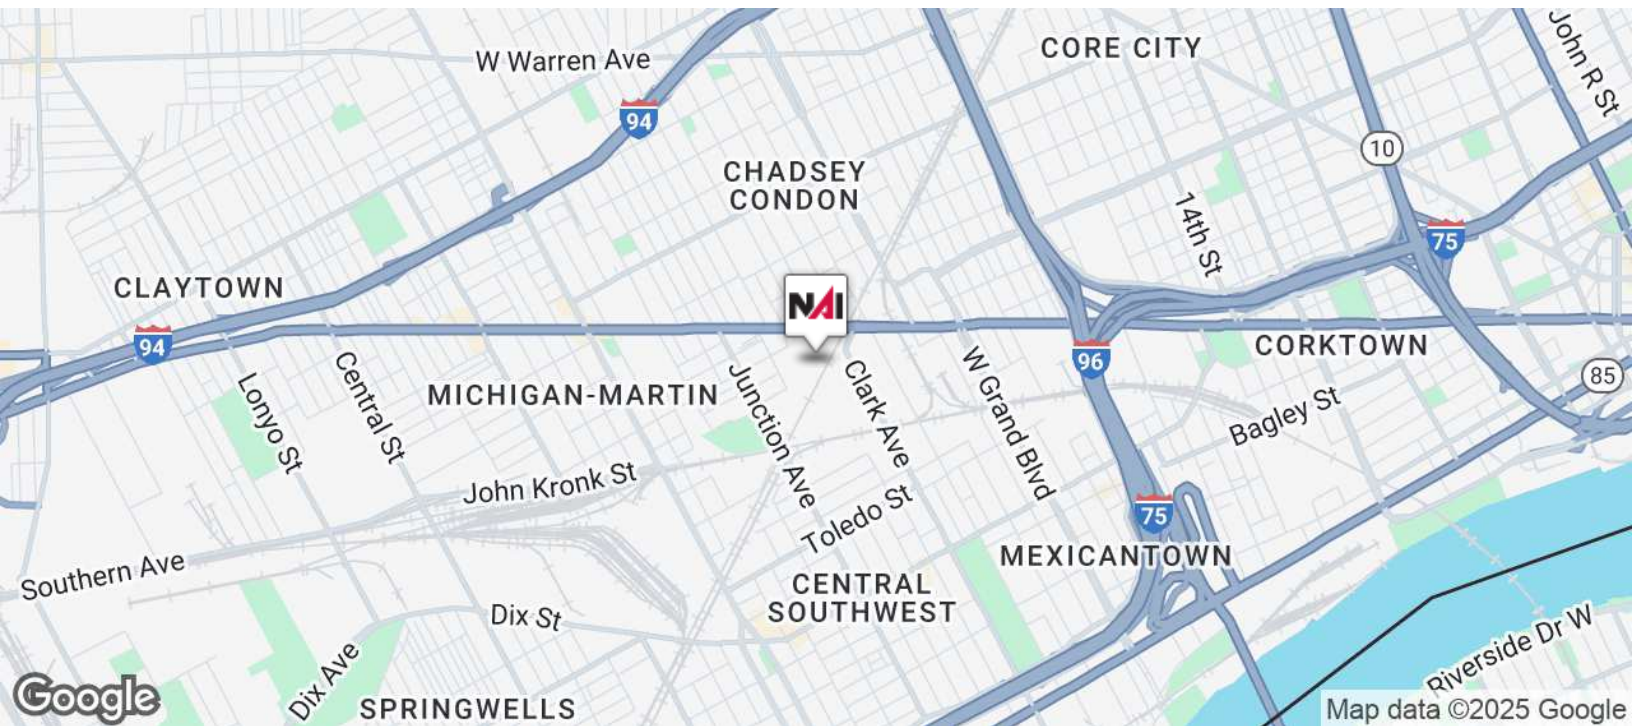 W Warren Ave
CORE CITY
John R St
94
10
CHADSEY
CONDON
14th St
75
CLAYTOWN
NAI
94
96
CORKTOWN
85
Lonyo St
Central St
MICHIGAN-MARTIN
Junction Ave
Clark Ave
W Grand Blvd
Bagley St
John Kronk St
Toledo St
75
Southern Ave
MEXICANTOWN
CENTRAL
SOUTHWEST
Dix St
Dix Ave
Riverside Dr W
SPRINGWELLS
Google
Map data ©2025 Google